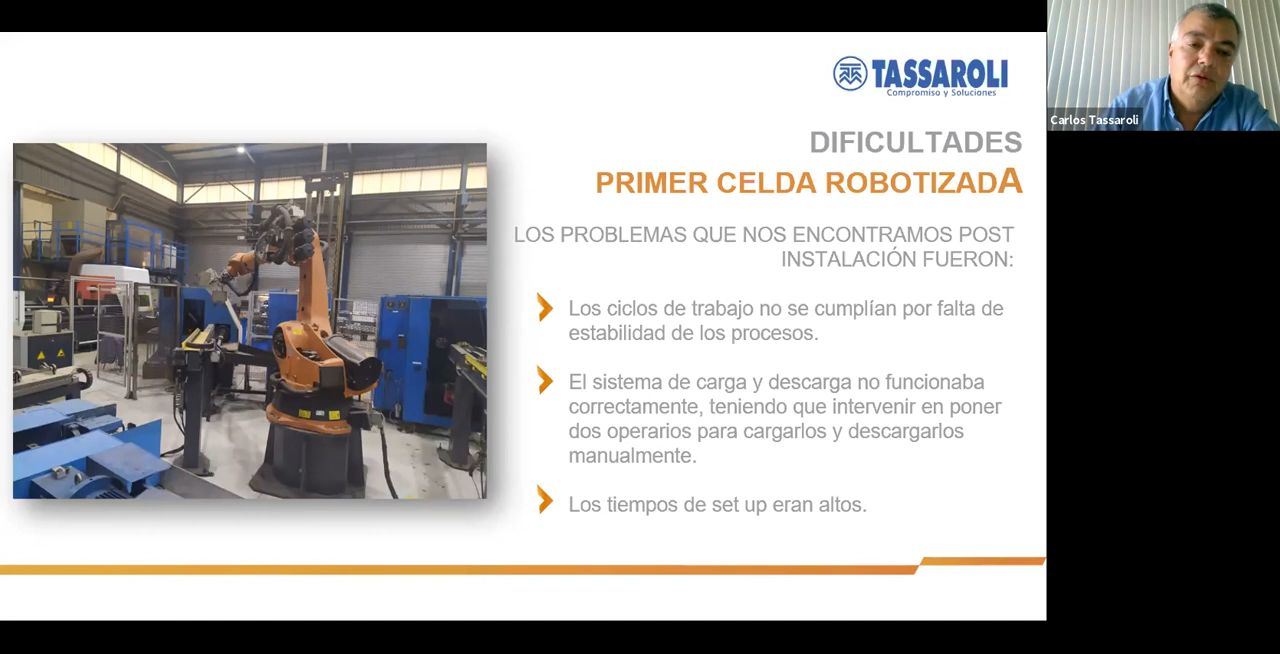 TASSAROLI
Compromiso y Soluciones
Carlos Tassaroli
DIFICULTADES
PRIMER CELDA ROBOTIZADA
LOS PROBLEMAS QUE NOS ENCONTRAMOS POST
INSTALACIÓN FUERON:
Los ciclos de trabajo no se cumplían por falta de
estabilidad de los procesos.
El sistema de carga y descarga no funcionaba
correctamente, teniendo que intervenir en poner
dos operarios para cargarlos y descargarlos
manualmente.
Los tiempos de set up eran altos.